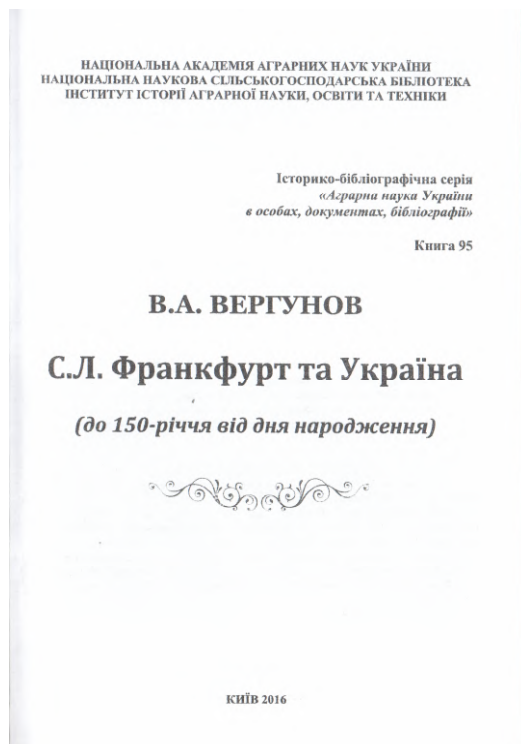 НАЦІОНАЛЬНА АКАДЕМІЯ АГРАРНИХ НАУК УКРАЇНИ
НАЦІОНАЛЬНА НАУКОВА СІЛЬСЬКОГОСПОДАРСЬКА БІБЛІОТЕКА
ІНСТИТУТ ІСТОРІЇ АГРАРНОЇ НАУКИ, ОСВІТИ ТА ТЕХНІКИ
Історико-бібліографічна серія
«Аграрна наука України
в особах, документах, бібліографії»
Книга 95
В.А. ВЕРГУНОВ
С.Л. Франкфурт та Україна
(до 150-річчя від дня народження)
КИЇВ 2016